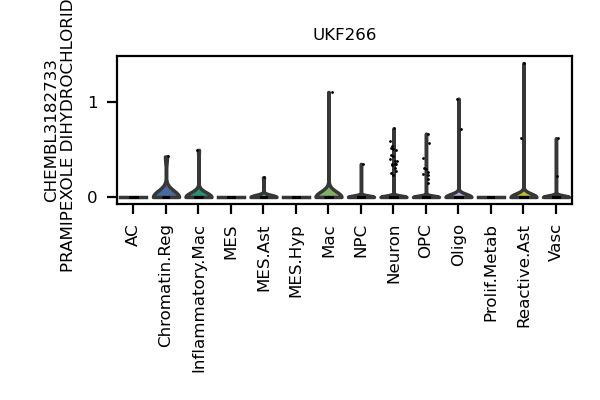 UKF266
CHEMBL3182733
PRAMIPEXOLE DIHYDROCHLORID
1
0
AC
Chromatin.Reg
Inflammatory.Mac
MES
MES.Ast
MES.Hyp
Mac
NPC
Neuron
OPC
Oligo
Prolif.Metab
Reactive.Ast
Vasc